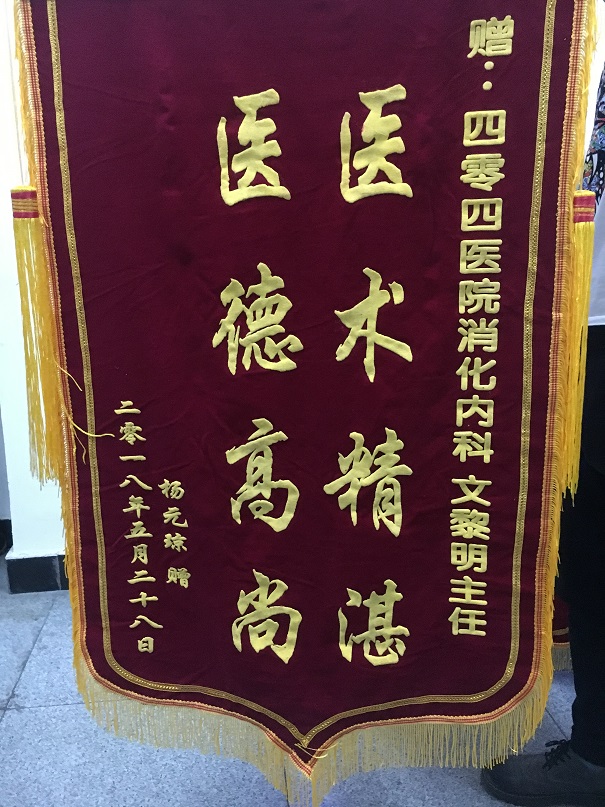 赠：四零四医院消化内科 文黎明主任
医术精湛
医德高尚
杨元琼 赠
二零一八年五月二十八日